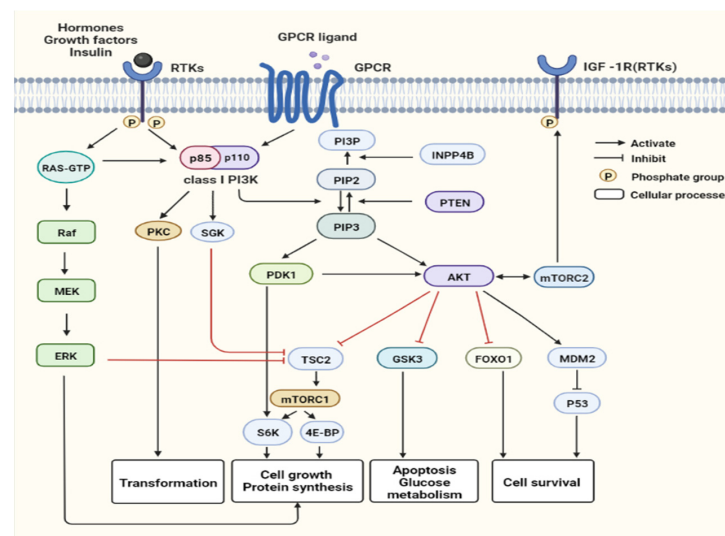 Hormones
Growth factors
Insulin
RTKs
GPCR ligand
GPCR
IGF -1R(RTKs)
P
P
P
Activate
Inhibit
P Phosphate group
Cellular processe
RAS-GTP
p85
p110
class I PI3K
PI3P
INPP4B
PIP2
PTEN
PIP3
Raf
PKC
SGK
MEK
PDK1
AKT
mTORC2
ERK
TSC2
GSK3
FOXO1
MDM2
mTORC1
P53
S6K
4E-BP
Transformation
Cell growth
Protein synthesis
Apoptosis
Glucose
metabolism
Cell survival